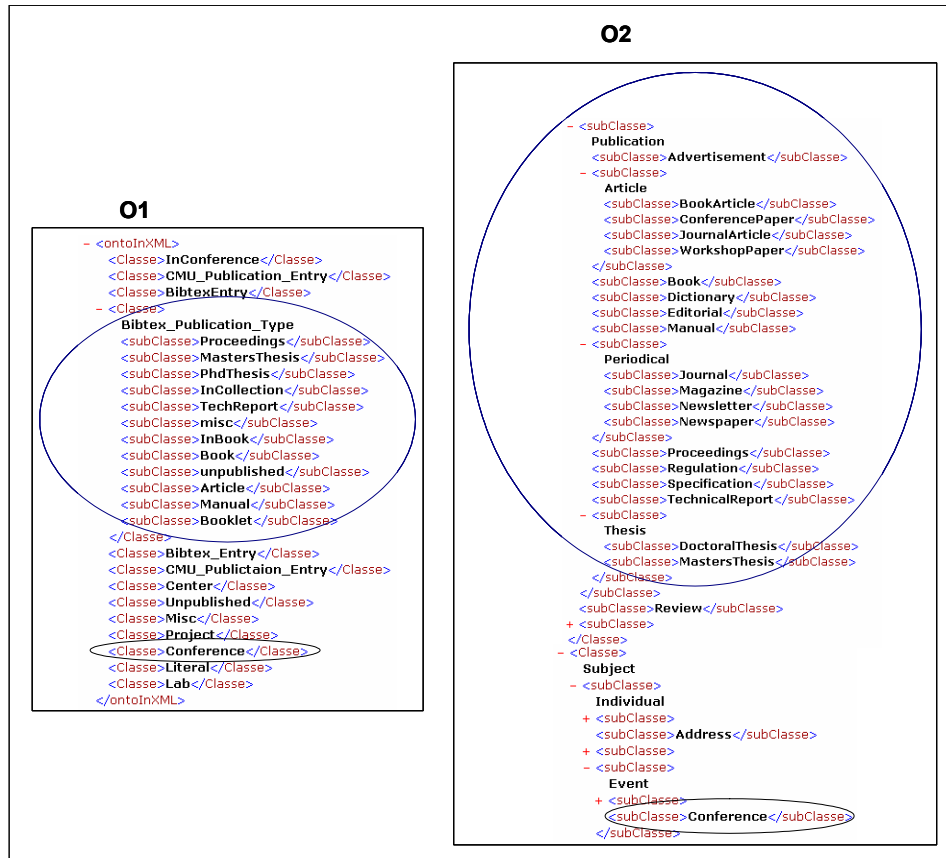 O1
- <ontoInXML>
<Classe>InConference</Classe>
<Classe>CMU_Publication_Entry</Classe>
<Classe>BibtexEntry</Classe>
- <Classe>
Bibtex_Publication_Type
<subClasse>Proceedings</subClasse>
<subClasse>MastersThesis</subClasse>
<subClasse>PhdThesis</subClasse>
<subClasse>InCollection</subClasse>
<subClasse>TechReport</subClasse>
<subClasse>misc</subClasse>
<subClasse>InBook</subClasse>
<subClasse>Book</subClasse>
<subClasse>unpublished</subClasse>
<subClasse>Article</subClasse>
<subClasse>Manual</subClasse>
<subClasse>Booklet</subClasse>
</Classe>
<Classe>Bibtex_Entry</Classe>
<Classe>CMU_Publictaion_Entry</Classe>
<Classe>Center</Classe>
<Classe>Unpublished</Classe>
<Classe>Misc</Classe>
<Classe>Project</Classe>
<Classe>Conference</Classe>
<Classe>Literal</Classe>
<Classe>Lab</Classe>
</ontoInXML>
O2
- <subClasse>
Publication
<subClasse>Advertisement</subClasse>
- <subClasse>
Article
<subClasse>BookArticle</subClasse>
<subClasse>ConferencePaper</subClasse>
<subClasse>JournalArticle</subClasse>
<subClasse>WorkshopPaper</subClasse>
</subClasse>
<subClasse>Book</subClasse>
<subClasse>Dictionary</subClasse>
<subClasse>Editorial</subClasse>
<subClasse>Manual</subClasse>
- <subClasse>
Periodical
<subClasse>Journal</subClasse>
<subClasse>Magazine</subClasse>
<subClasse>Newsletter</subClasse>
<subClasse>Newspaper</subClasse>
</subClasse>
<subClasse>Proceedings</subClasse>
<subClasse>Regulation</subClasse>
<subClasse>Specification</subClasse>
<subClasse>TechnicalReport</subClasse>
- <subClasse>
Thesis
<subClasse>DoctoralThesis</subClasse>
<subClasse>MastersThesis</subClasse>
</subClasse>
</subClasse>
<subClasse>Review</subClasse>
+ <subClasse>
</Classe>
- <Classe>
Subject
- <subClasse>
Individual
+ <subClasse>
<subClasse>Address</subClasse>
+ <subClasse>
- <subClasse>
Event
+ <subClasse>
<subClasse>Conference</subClasse>
</subClasse>